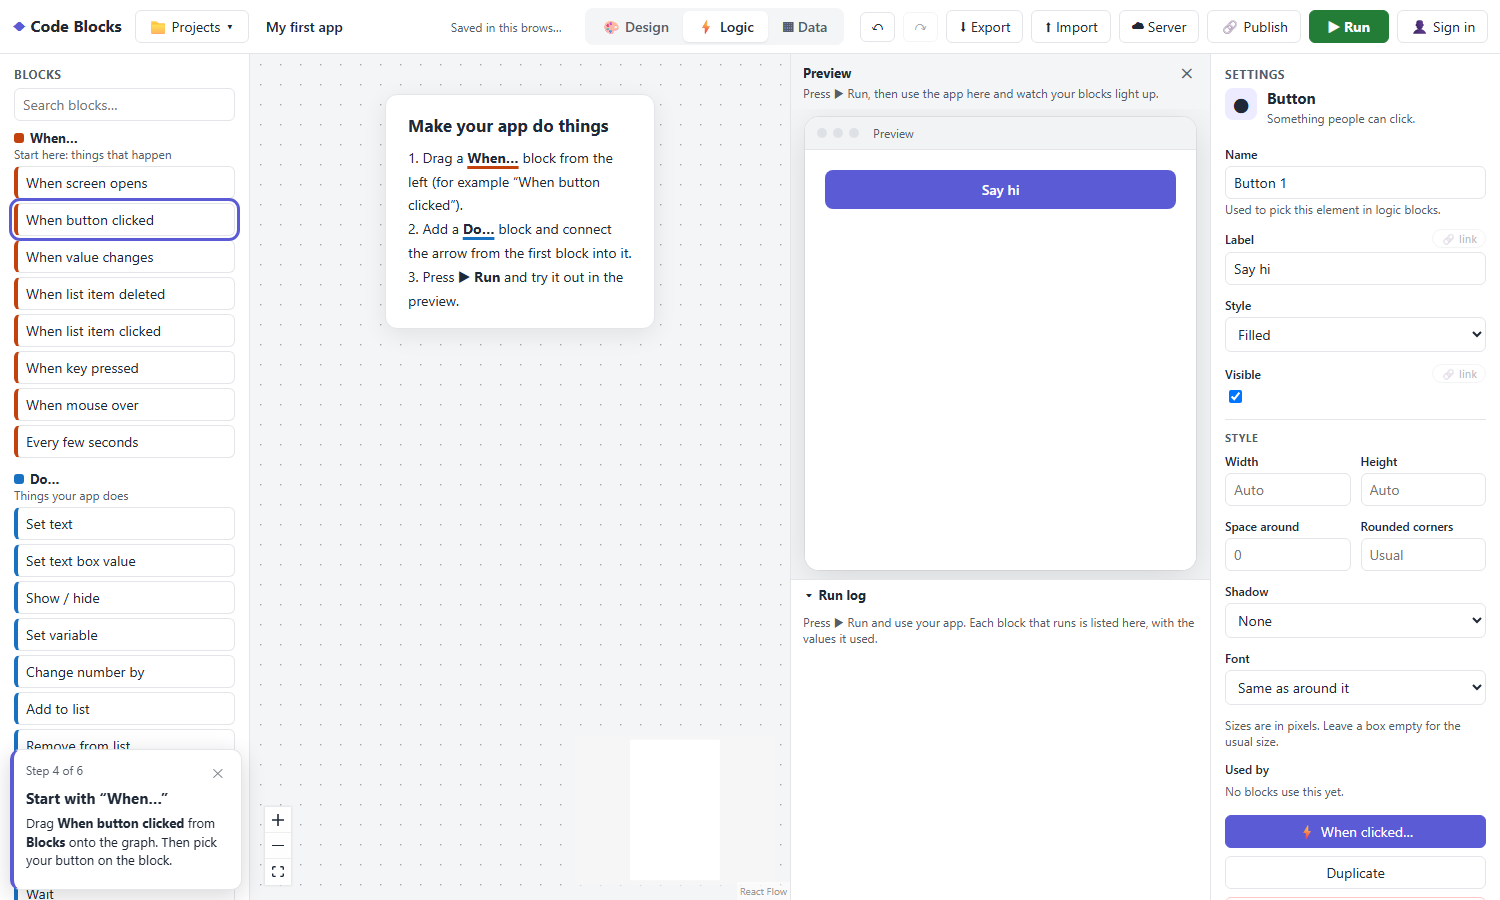 Code Blocks
Projects
My first app
Saved in this brows...
Design
Logic
Data
Export
Import
Server
Publish
Run
Sign in
BLOCKS
Search blocks...
When...
Start here: things that happen
When screen opens
When button clicked
When value changes
When list item deleted
When list item clicked
When key pressed
When mouse over
Every few seconds
Do...
Things your app does
Set text
Set text box value
Show / hide
Set variable
Change number by
Add to list
Remove from list
Step 4 of 6
Start with “When...”
Drag When button clicked from
Blocks onto the graph. Then pick
your button on the block.
Wait
Make your app do things
1. Drag a When... block from the
left (for example “When button
clicked”).
2. Add a Do... block and connect
the arrow from the first block into it.
3. Press ▶ Run and try it out in the
preview.
React Flow
Preview
Press ▶ Run, then use the app here and watch your blocks light up.
Preview
Say hi
Run log
Press ▶ Run and use your app. Each block that runs is listed here, with the
values it used.
SETTINGS
Button
Something people can click.
Name
Button 1
Used to pick this element in logic blocks.
Label
link
Say hi
Style
Filled
Visible
link
STYLE
Width
Height
Auto
Auto
Space around
Rounded corners
0
Usual
Shadow
None
Font
Same as around it
Sizes are in pixels. Leave a box empty for the
usual size.
Used by
No blocks use this yet.
When clicked...
Duplicate